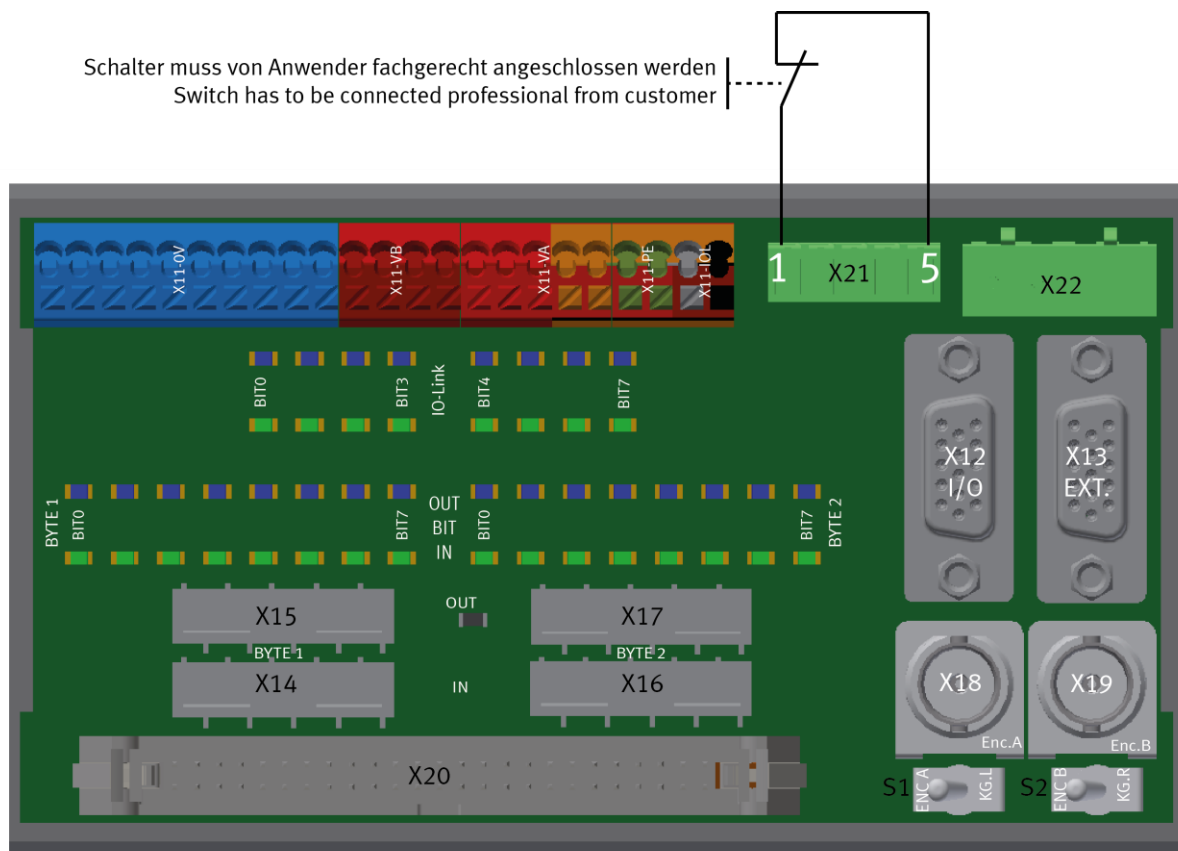 Schalter muss von Anwender fachgerecht angeschlossen werden
Switch has to be connected professional from customer
X11-0V
X11-VB
X11-VA
X11-PE
X11-IOL
1
X21
5
X22
BIT0
BIT3
IO-Link
BIT4
BIT7
X12
I/O
X13
EXT.
BYTE 1
BIT0
BIT7
OUT
BIT
IN
BIT0
BIT7
BYTE 2
X15
OUT
X17
BYTE 1
BYTE 2
X14
IN
X16
X18
Enc.A
X19
Enc.B
X20
S1
ENC.A
KG.L
S2
ENC.B
KG.R